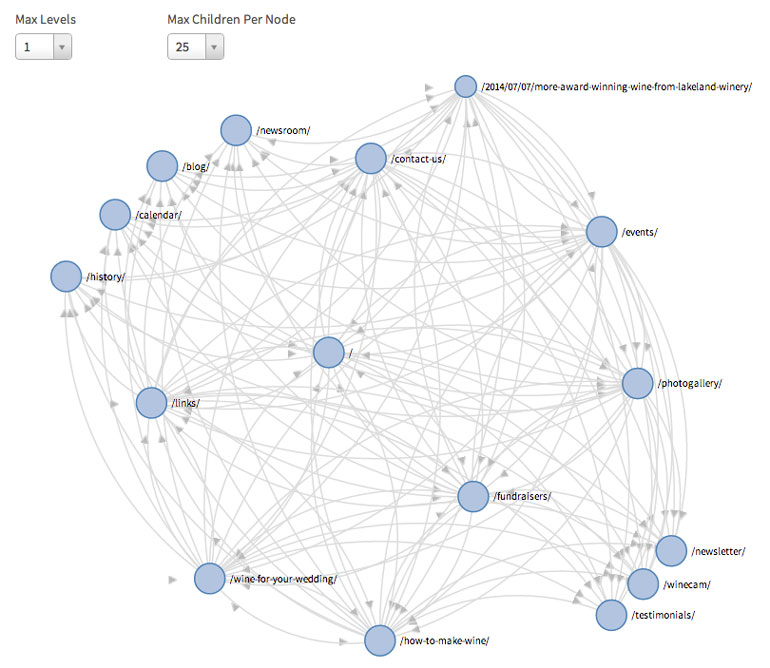 Max Levels
Max Children Per Node
1
25
/2014/07/07/more-award-winning-wine-from-lakeland-winery/
/newsroom/
/contact-us/
/blog/
/calendar/
/events/
/history/
/
/photogallery/
/links/
/fundraisers/
/newsletter/
/wine-for-your-wedding/
/winecam/
/testimonials/
/how-to-make-wine/